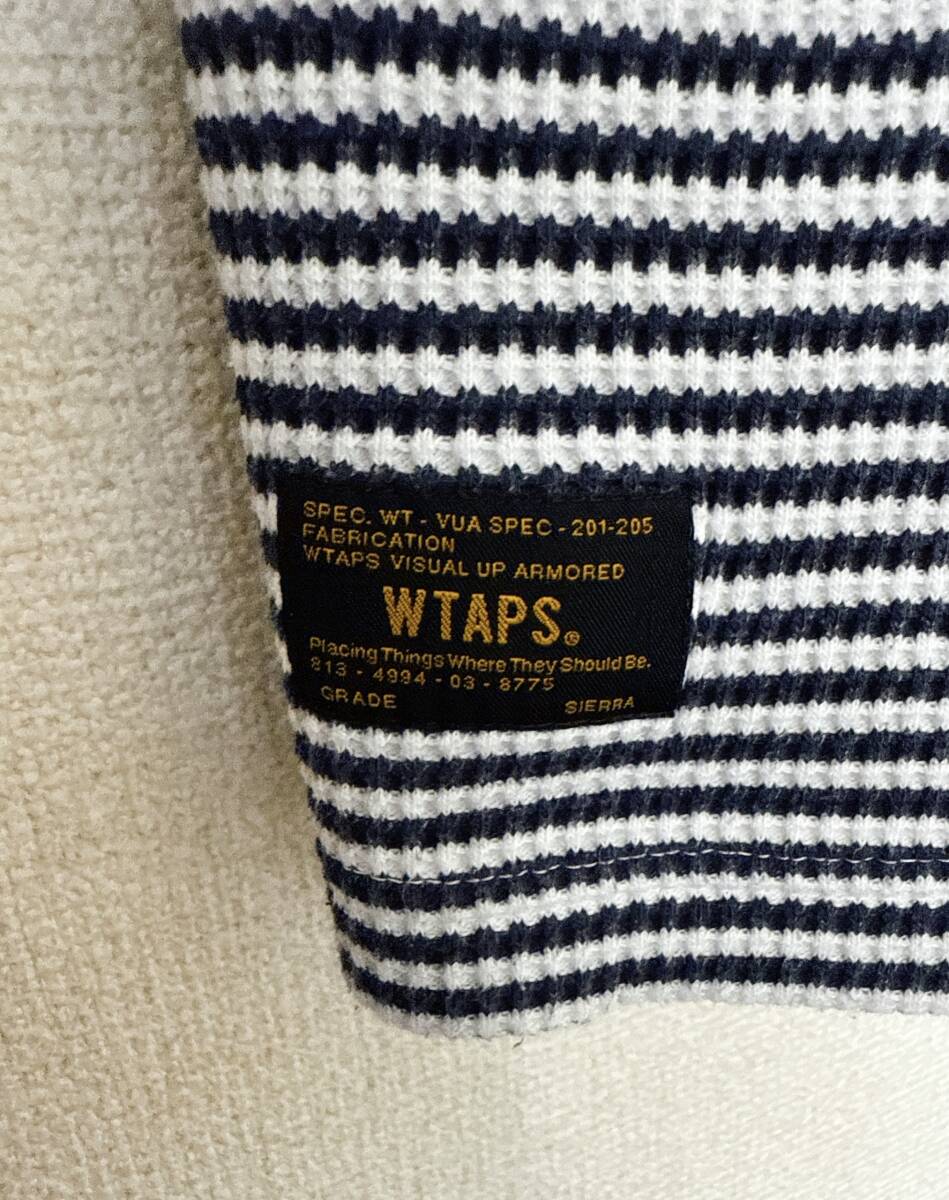 SPEC. WT - VUA SPEC - 201-205
FABRICATION
WTAPS VISUAL UP ARMORED
WTAPS®
Placing Things Where They Should Be.
813 - 4994 - 03 - 8775
GRADE SIERRA